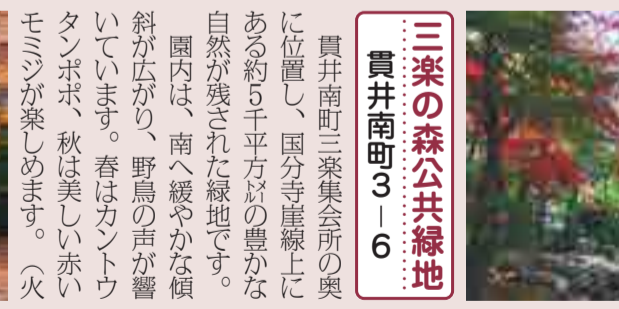 三楽の森公共緑地
貫井南町3−6
貫井南町三楽集会所の奥
に位置し、国分寺崖線上に
ある約5千平方㍍の豊かな
自然が残された緑地です。
園内は、南へ緩やかな傾
斜が広がり、野鳥の声が響
いています。春はカントウ
タンポポ、秋は美しい赤い
モミジが楽しめます。（火